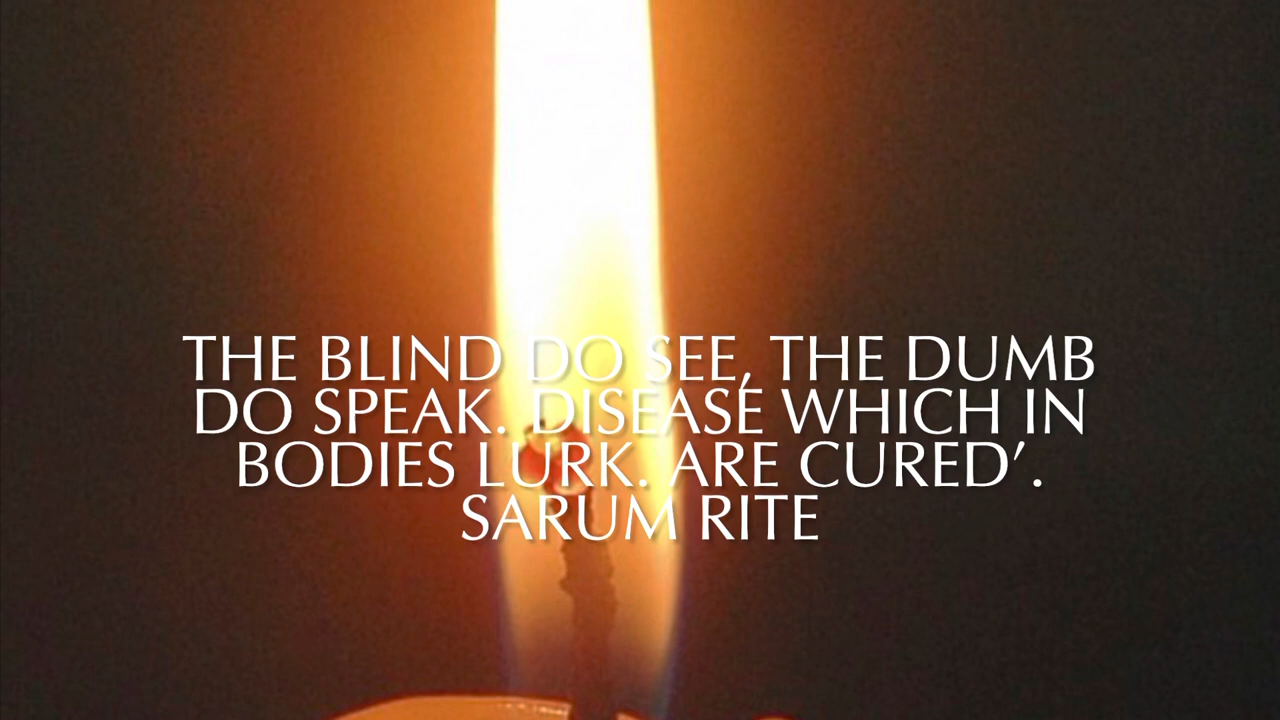 THE BLIND DO SEE, THE DUMB
DO SPEAK. DISEASE WHICH IN
BODIES LURK. ARE CURED’.
SARUM RITE